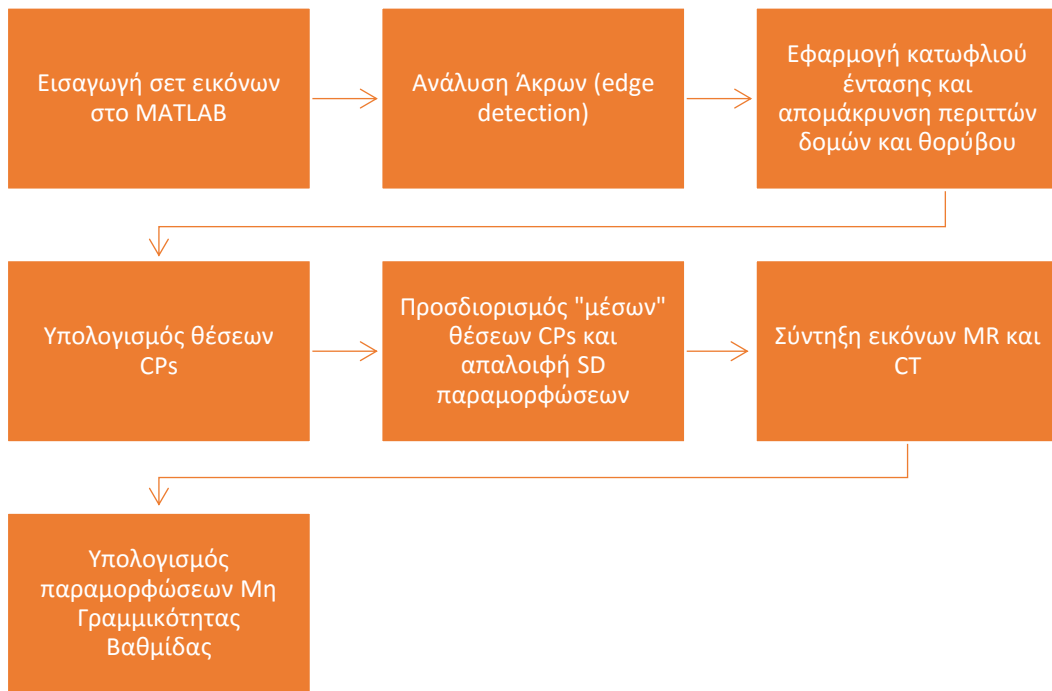 Εισαγωγή σετ εικόνων
στο MATLAB
Ανάλυση Άκρων (edge
detection)
Εφαρμογή κατωφλιού
έντασης και
απομάκρυνση περιττών
δομών και θορύβου
Υπολογισμός θέσεων
CPs
Προσδιορισμός "μέσων"
θέσεων CPs και
απαλοιφή SD
παραμορφώσεων
Σύντηξη εικόνων MR και
CT
Υπολογισμός
παραμορφώσεων Μη
Γραμμικότητας
Βαθμίδας